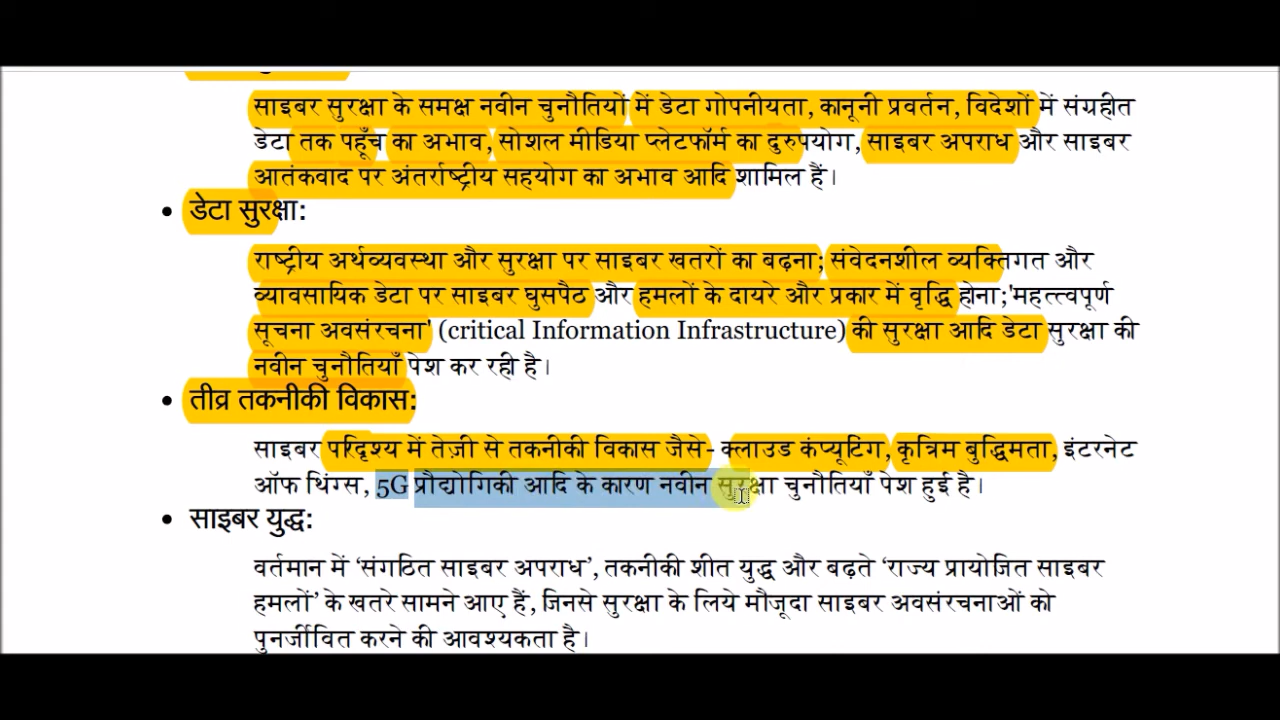 साइबर सुरक्षा के समक्ष नवीन चुनौतियों में डेटा गोपनीयता, कानूनी प्रवर्तन, विदेशों में संग्रहीत
डेटा तक पहुँच का अभाव, सोशल मीडिया प्लेटफॉर्म का दुरुपयोग, साइबर अपराध और साइबर
आतंकवाद पर अंतर्राष्ट्रीय सहयोग का अभाव आदि शामिल हैं।
• डेटा सुरक्षा:
राष्ट्रीय अर्थव्यवस्था और सुरक्षा पर साइबर खतरों का बढ़ना; संवेदनशील व्यक्तिगत और
व्यावसायिक डेटा पर साइबर घुसपैठ और हमलों के दायरे और प्रकार में वृद्धि होना;'महत्त्वपूर्ण
सूचना अवसंरचना' (critical Information Infrastructure) की सुरक्षा आदि डेटा सुरक्षा की
नवीन चुनौतियाँ पेश कर रही है।
• तीव्र तकनीकी विकास:
साइबर परिदृश्य में तेज़ी से तकनीकी विकास जैसे- क्लाउड कंप्यूटिंग, कृत्रिम बुद्धिमता, इंटरनेट
ऑफ थिंग्स, 5G प्रौद्योगिकी आदि के कारण नवीन सुरक्षा चुनौतियाँ पेश हुई है।
• साइबर युद्ध:
वर्तमान में ‘संगठित साइबर अपराध’, तकनीकी शीत युद्ध और बढ़ते ‘राज्य प्रायोजित साइबर
हमलों’ के खतरे सामने आए हैं, जिनसे सुरक्षा के लिये मौजूदा साइबर अवसंरचनाओं को
पुनर्जीवित करने की आवश्यकता है।